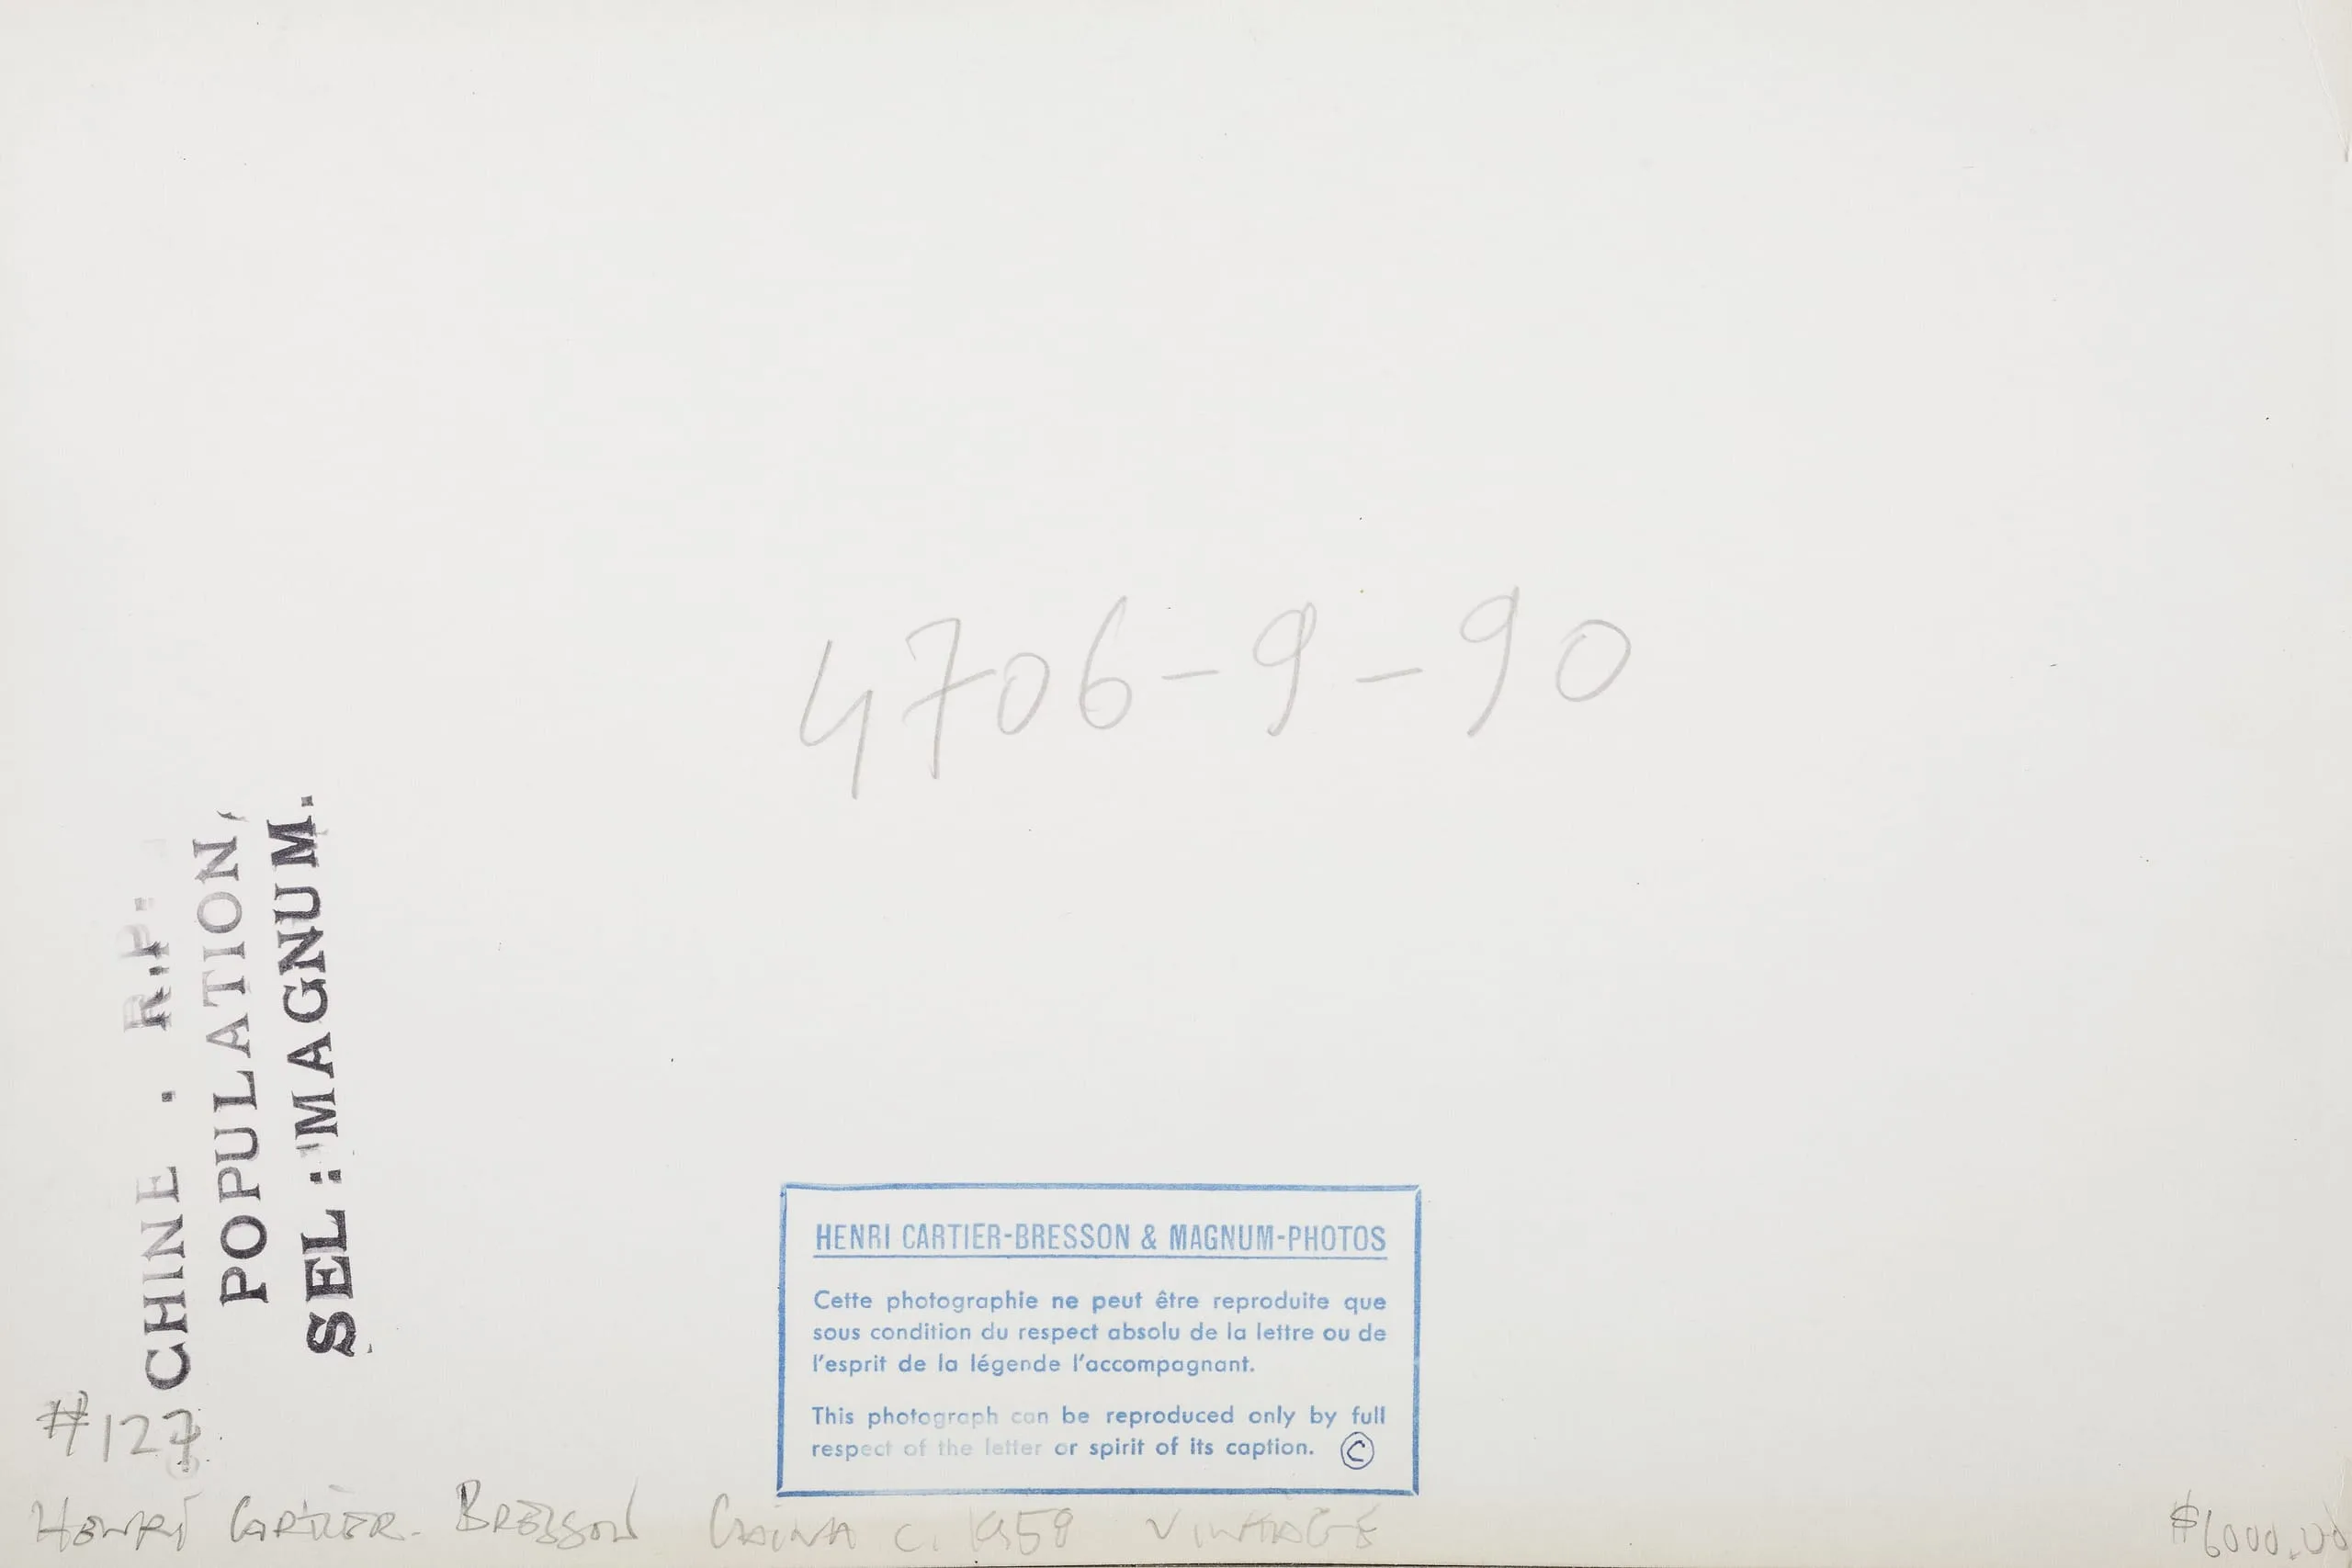 4706-9-90
CHINE . R.P.
POPULATION,
SEL : MAGNUM.
HENRI CARTIER-BRESSON & MAGNUM-PHOTOS
Cette photographie ne peut être reproduite que
sous condition du respect absolu de la lettre ou de
l'esprit de la légende l'accompagnant.
This photograph can be reproduced only by full
respect of the letter or spirit of its caption. ©
#127
HENRI CARTIER-BRESSON CHINA C. 1958 VINTAGE
$6000.00